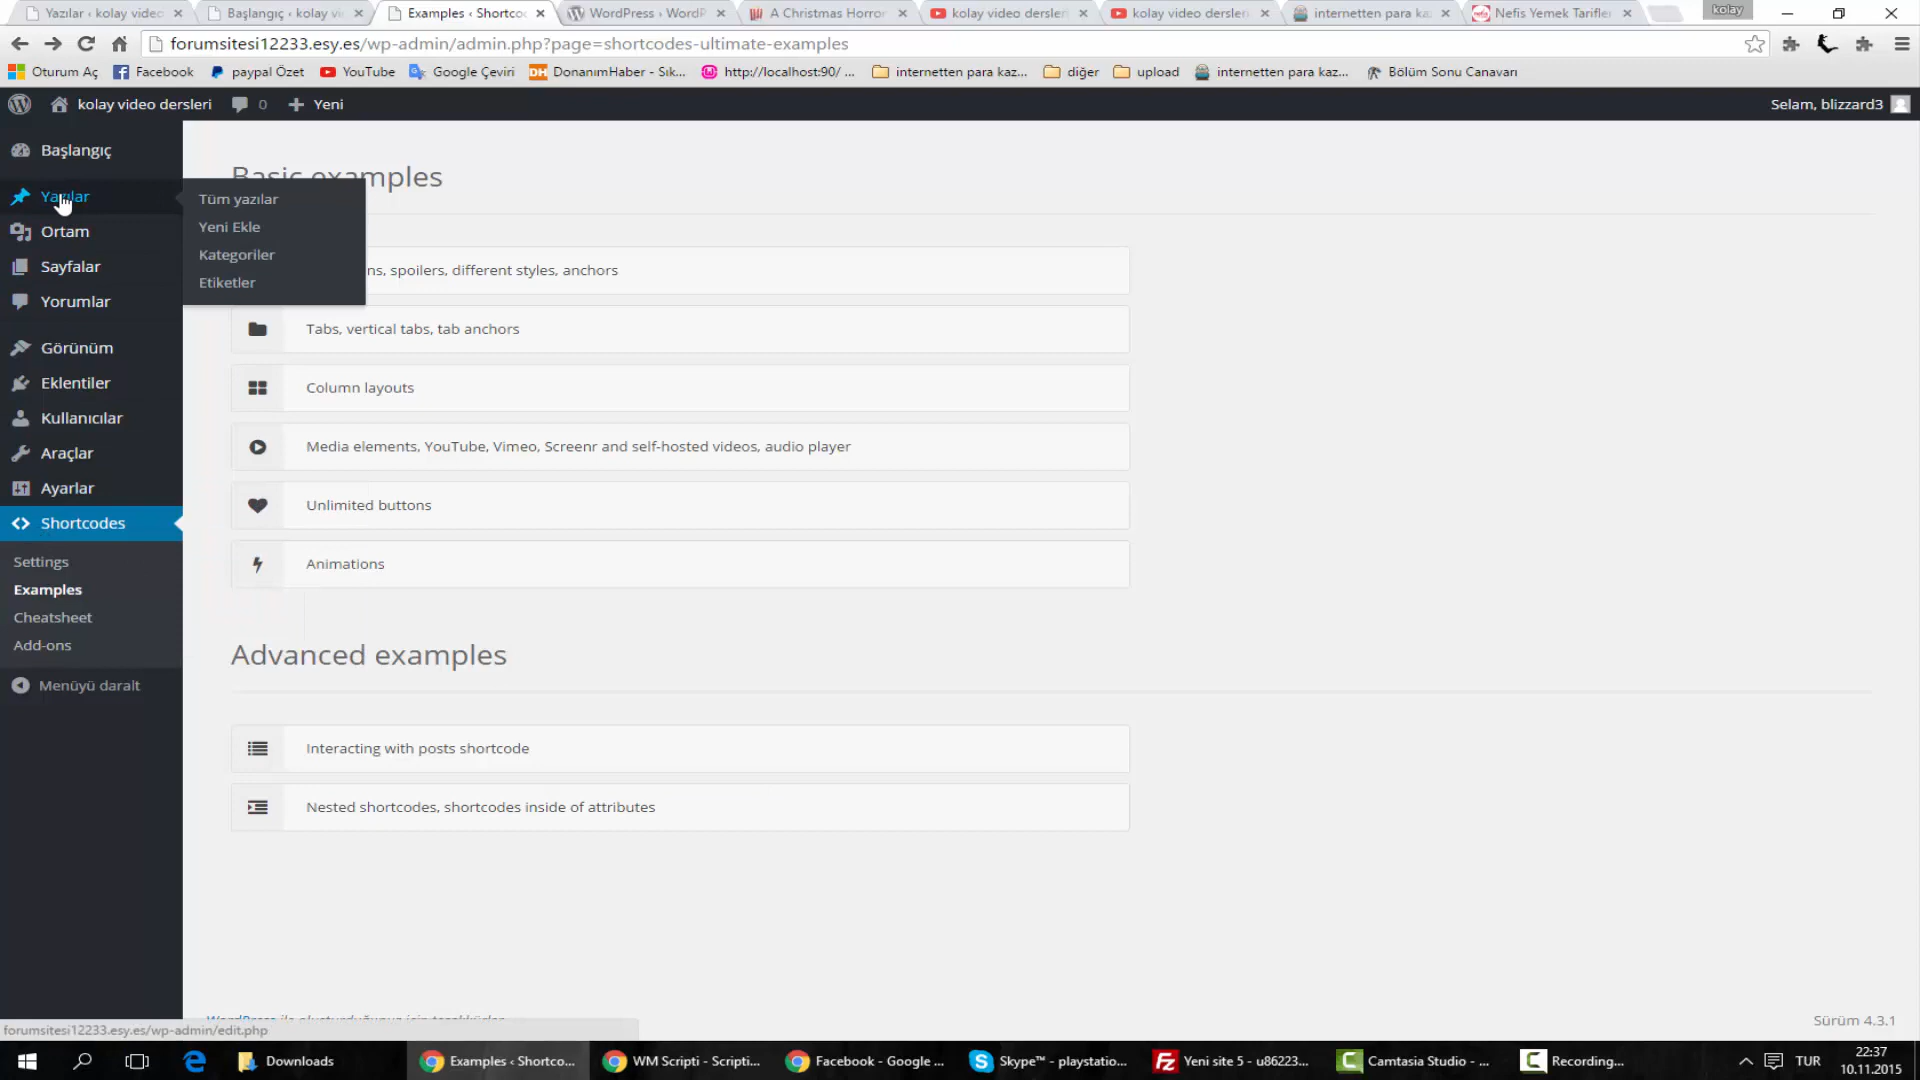 Yazılar ‹ kolay video
Başlangıç ‹ kolay vi
Examples ‹ Shortco
WordPress › WordP
A Christmas Horror
kolay video dersleri
kolay video dersleri
internetten para ka
Nefis Yemek Tarifler
kolay
forumsitesi12233.esy.es/wp-admin/admin.php?page=shortcodes-ultimate-examples
Oturum Aç
Facebook
paypal Özet
YouTube
Google Çeviri
DH DonanımHaber - Sık...
http://localhost:90/ ...
internetten para kaz...
diğer
upload
internetten para kaz...
Bölüm Sonu Canavarı
kolay video dersleri
0
Yeni
Selam, blizzard3
Başlangıç
Yazılar
Ortam
Sayfalar
Yorumlar
Görünüm
Eklentiler
Kullanıcılar
Araçlar
Ayarlar
Shortcodes
Settings
Examples
Cheatsheet
Add-ons
Menüyü daralt
Tüm yazılar
Yeni Ekle
Kategoriler
Etiketler
Basic examples
ns, spoilers, different styles, anchors
Tabs, vertical tabs, tab anchors
Column layouts
Media elements, YouTube, Vimeo, Screenr and self-hosted videos, audio player
Unlimited buttons
Animations
Advanced examples
Interacting with posts shortcode
Nested shortcodes, shortcodes inside of attributes
WordPress ile oluşturduğunuz için teşekkürler
Sürüm 4.3.1
forumsitesi12233.esy.es/wp-admin/edit.php
Downloads
Examples ‹ Shortco...
WM Scripti - Scripti...
Facebook - Google ...
Skype™ - playstatio...
Yeni site 5 - u86223...
Camtasia Studio - ...
Recording...
TUR
22:37
10.11.2015